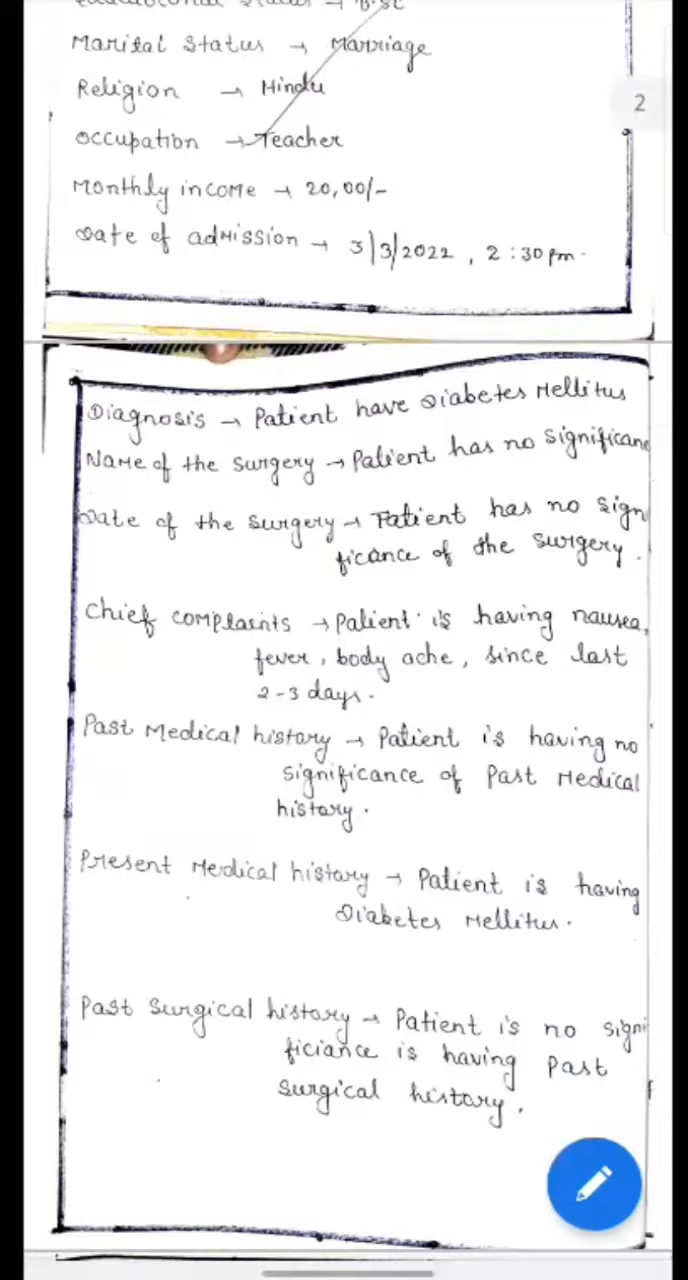 Marital Status → Marriage
Religion → Hindu
2
Occupation → Teacher
Monthly income → 20,00/-
Date of admission → 3/3/2022, 2:30 pm.
Diagnosis → Patient have Diabetes Mellitus
Name of the surgery → Patient has no significan
Date of the surgery → Patient has no sign
ficance of the surgery.
Chief complaints → Patient is having nausea,
fever, body ache, since last
2-3 days.
Past Medical history → Patient is having no
significance of Past Medical
history.
Present Medical history → Patient is having
Diabetes Mellitus.
Past Surgical history → Patient is no signi
ficiance is having Past
surgical history.